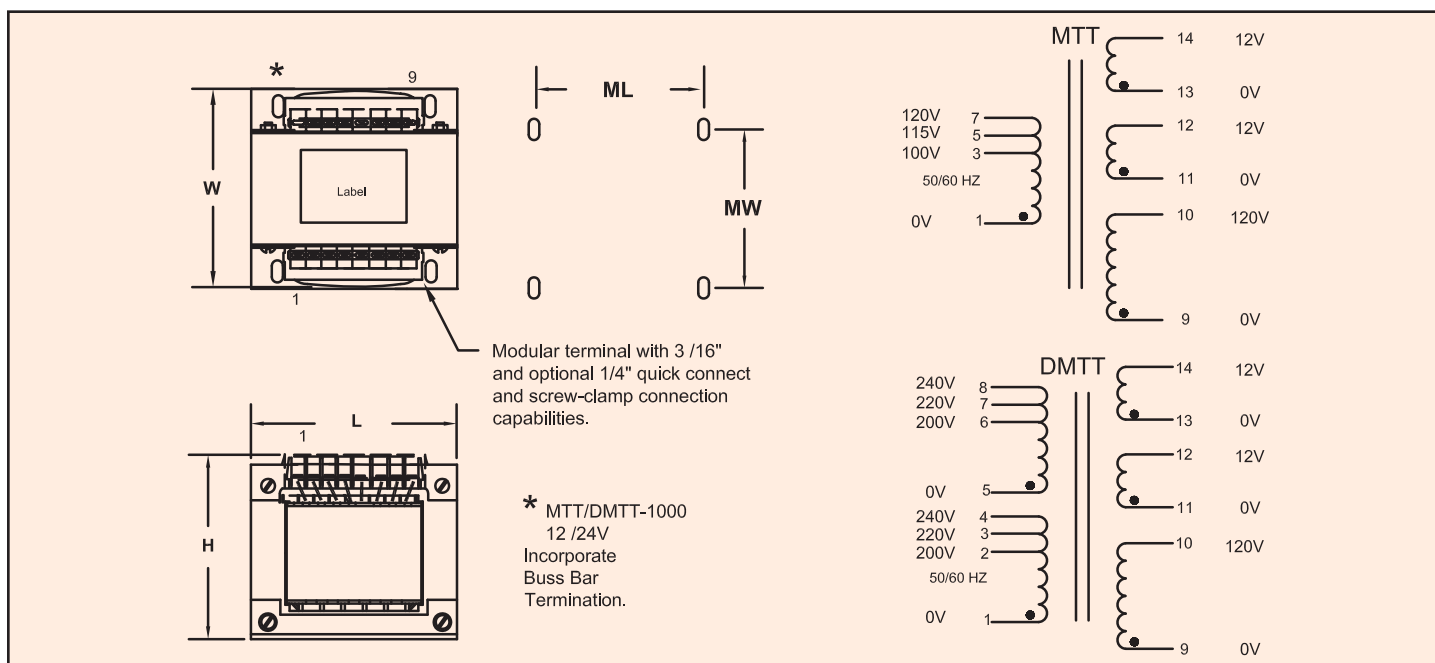 * 9
W
Label
1
ML
MW
Modular terminal with 3 /16"
and optional 1/4" quick connect
and screw-clamp connection
capabilities.
L
1
H
* MTT/DMTT-1000
12 /24V
Incorporate
Buss Bar
Termination.
MTT
120V 7
115V 5
100V 3
50/60 HZ
0V 1
14 12V
13 0V
12 12V
11 0V
10 120V
9 0V
DMTT
240V 8
220V 7
200V 6
0V 5
240V 4
220V 3
200V 2
50/60 HZ
0V 1
14 12V
13 0V
12 12V
11 0V
10 120V
9 0V